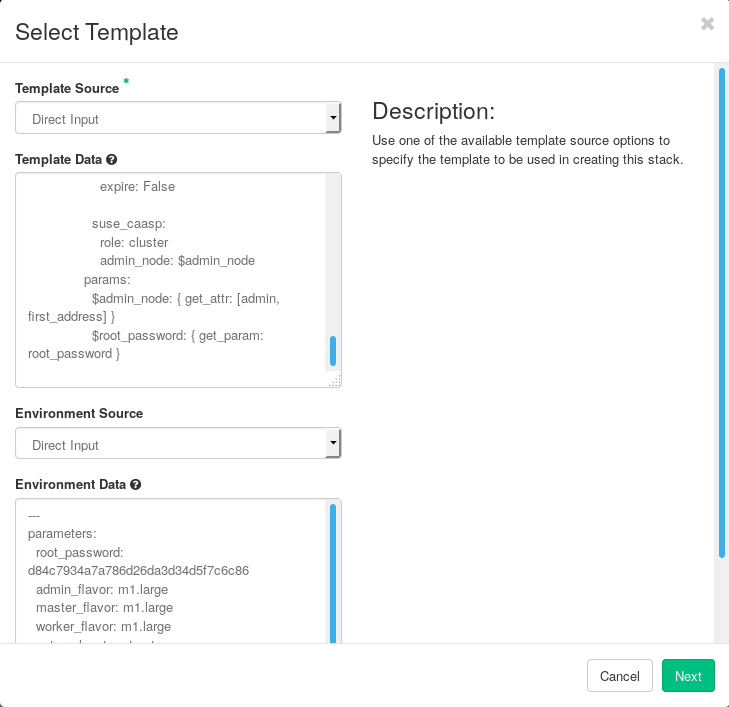 Select Template
Template Source *
Direct Input
Template Data
expire: False
suse_caasp:
role: cluster
admin_node: $admin_node
params:
$admin_node: { get_attr: [admin,
first_address] }
$root_password: { get_param:
root_password }
Environment Source
Direct Input
Environment Data
---
parameters:
root_password:
d84c7934a7a786d26da3d34d5f7c6c86
admin_flavor: m1.large
master_flavor: m1.large
worker_flavor: m1.large
Description:
Use one of the available template source options to
specify the template to be used in creating this stack.
Cancel
Next